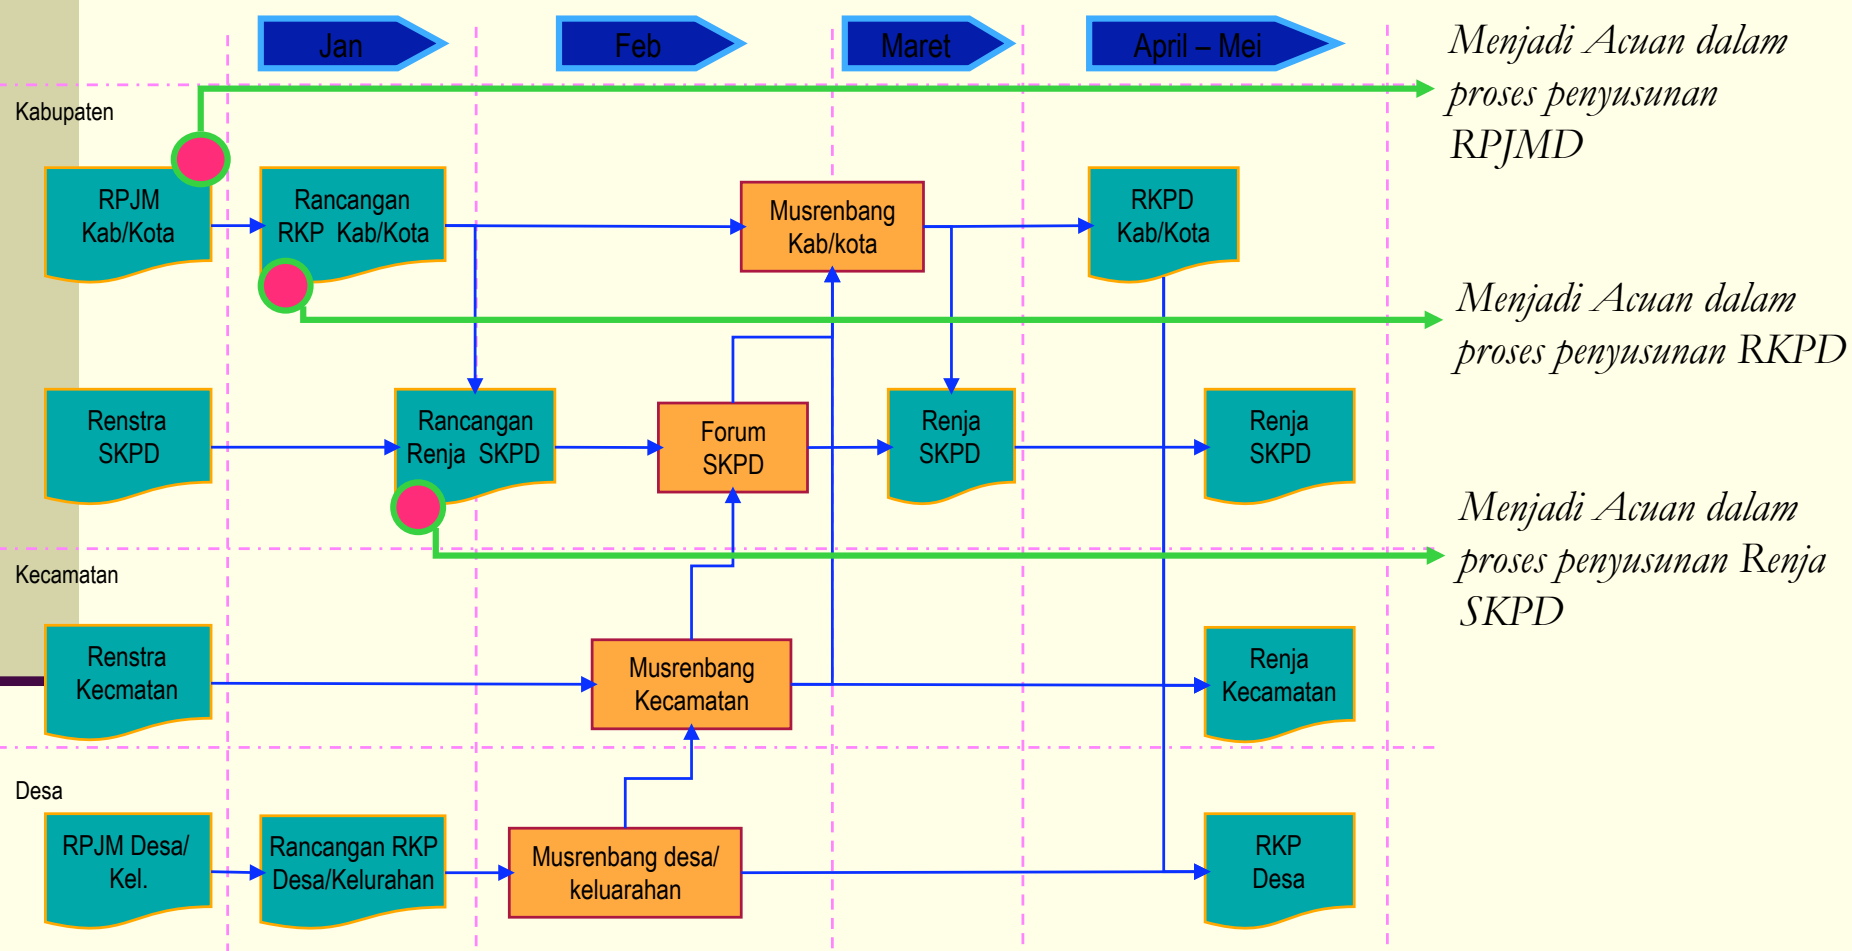 Jan
Feb
Maret
April – Mei
Menjadi Acuan dalam
proses penyusunan
RPJMD
Kabupaten
RPJM
Kab/Kota
Rancangan
RKP Kab/Kota
Musrenbang
Kab/kota
RKPD
Kab/Kota
Menjadi Acuan dalam
proses penyusunan RKPD
Renstra
SKPD
Rancangan
Renja SKPD
Forum
SKPD
Renja
SKPD
Renja
SKPD
Menjadi Acuan dalam
proses penyusunan Renja
SKPD
Kecamatan
Renstra
Kecmatan
Musrenbang
Kecamatan
Renja
Kecamatan
Desa
RPJM Desa/
Kel.
Rancangan RKP
Desa/Kelurahan
Musrenbang desa/
keluarahan
RKP
Desa